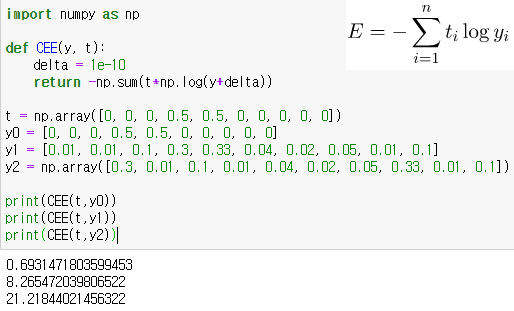 import numpy as np
E = -\sum_{i=1}^{n} t_i \log y_i
def CEE(y, t):
    delta = 1e-10
    return -np.sum(t*np.log(y+delta))
t = np.array([0, 0, 0, 0.5, 0.5, 0, 0, 0, 0, 0])
y0 = [0, 0, 0, 0.5, 0.5, 0, 0, 0, 0, 0]
y1 = [0.01, 0.01, 0.1, 0.3, 0.33, 0.04, 0.02, 0.05, 0.01, 0.1]
y2 = np.array([0.3, 0.01, 0.1, 0.01, 0.04, 0.02, 0.05, 0.33, 0.01, 0.1])
print(CEE(t,y0))
print(CEE(t,y1))
print(CEE(t,y2))
0.6931471803599453
8.265472039806522
21.21844021456322